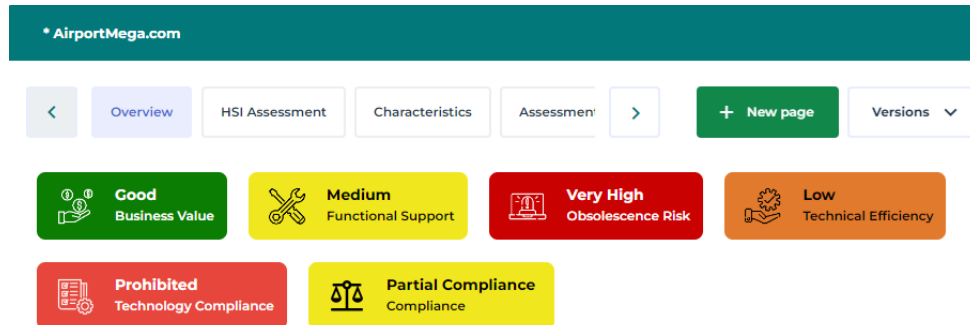 * AirportMega.com
Overview
HSI Assessment
Characteristics
Assessment
+ New page
Versions
Good
Business Value
Medium
Functional Support
Very High
Obsolescence Risk
Low
Technical Efficiency
Prohibited
Technology Compliance
Partial Compliance
Compliance